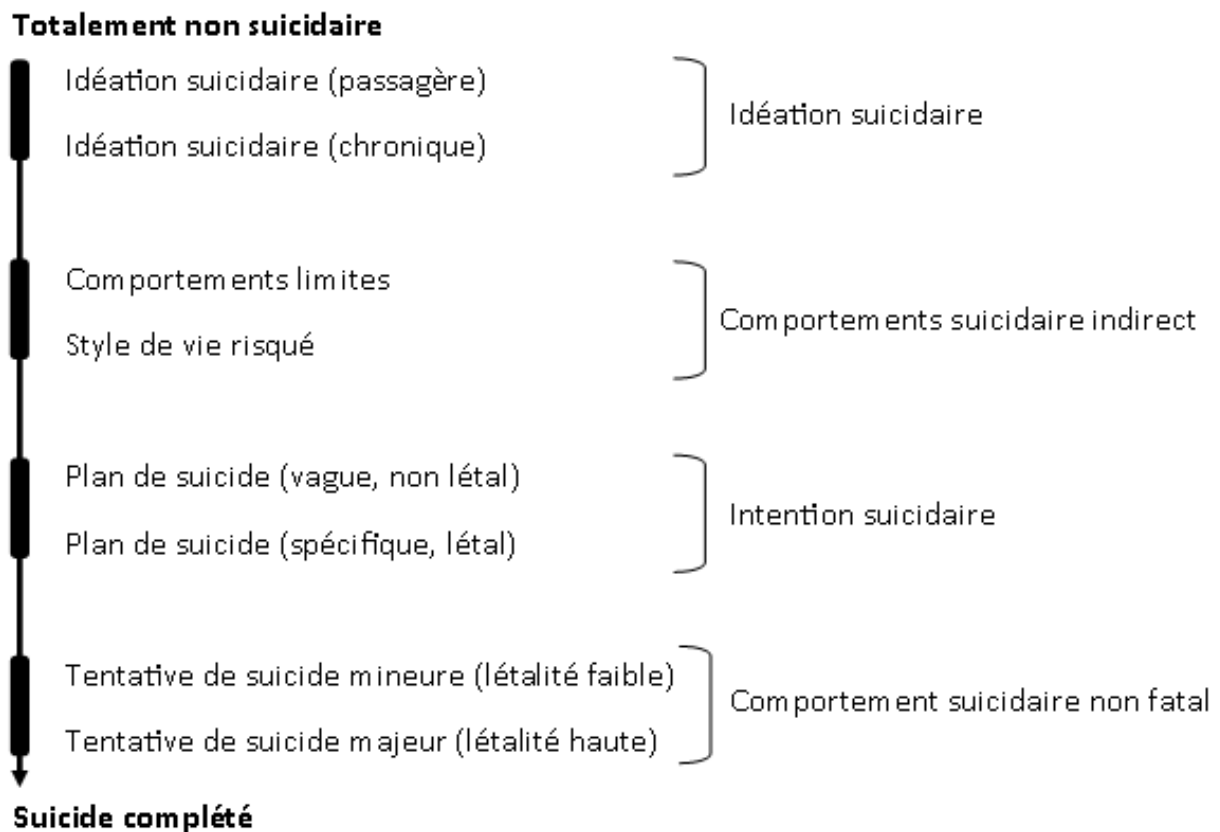 Totalement non suicidaire
Idéation suicidaire (passagère)
Idéation suicidaire (chronique)
Idéation suicidaire
Comportements limites
Style de vie risqué
Comportements suicidaire indirect
Plan de suicide (vague, non létal)
Plan de suicide (spécifique, létal)
Intention suicidaire
Tentative de suicide mineure (létalité faible)
Tentative de suicide majeur (létalité haute)
Comportement suicidaire non fatal
Suicide complété